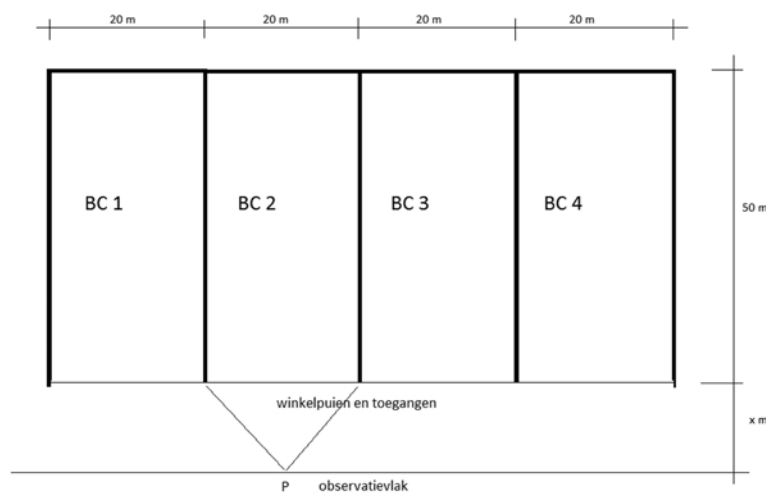 20 m 20 m 20 m 20 m
BC 1 BC 2 BC 3 BC 4
50 m
winkelpuien en toegangen
x m
P observatievlak